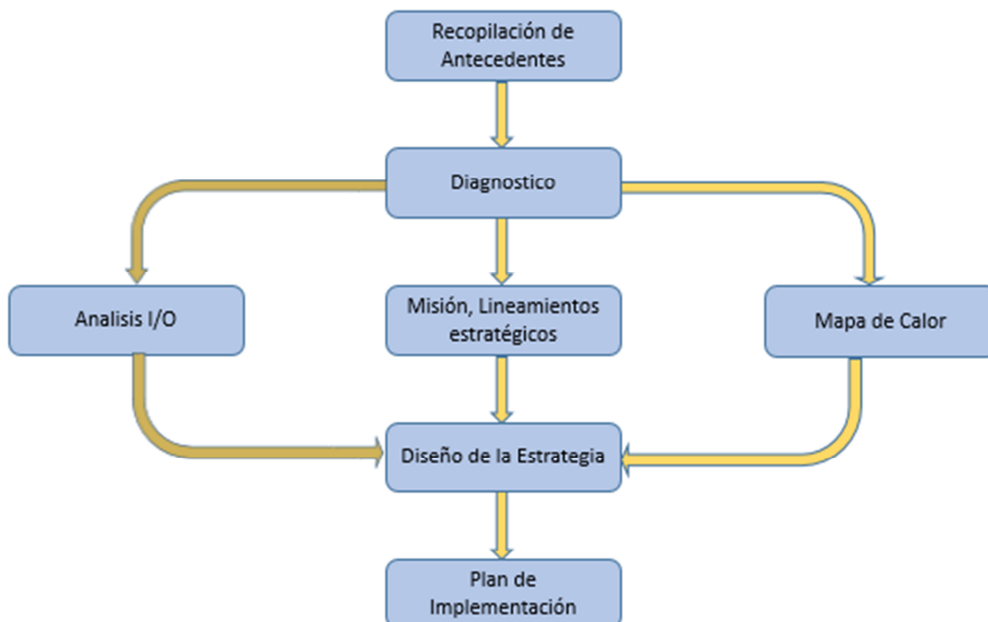 Recopilación de
Antecedentes
Diagnostico
Analisis I/O
Misión, Lineamientos
estratégicos
Mapa de Calor
Diseño de la Estrategia
Plan de
Implementación